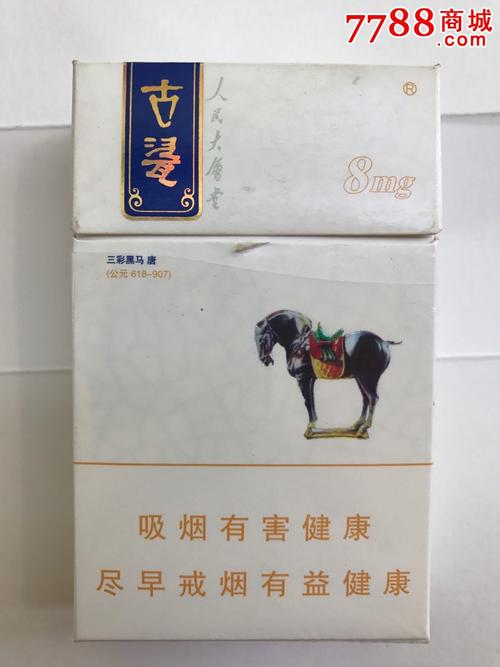 7788商城
.com
古瓷
人民大會堂
®
8mg
三彩黑马 唐
(公元 618~907)
吸烟有害健康
尽早戒烟有益健康